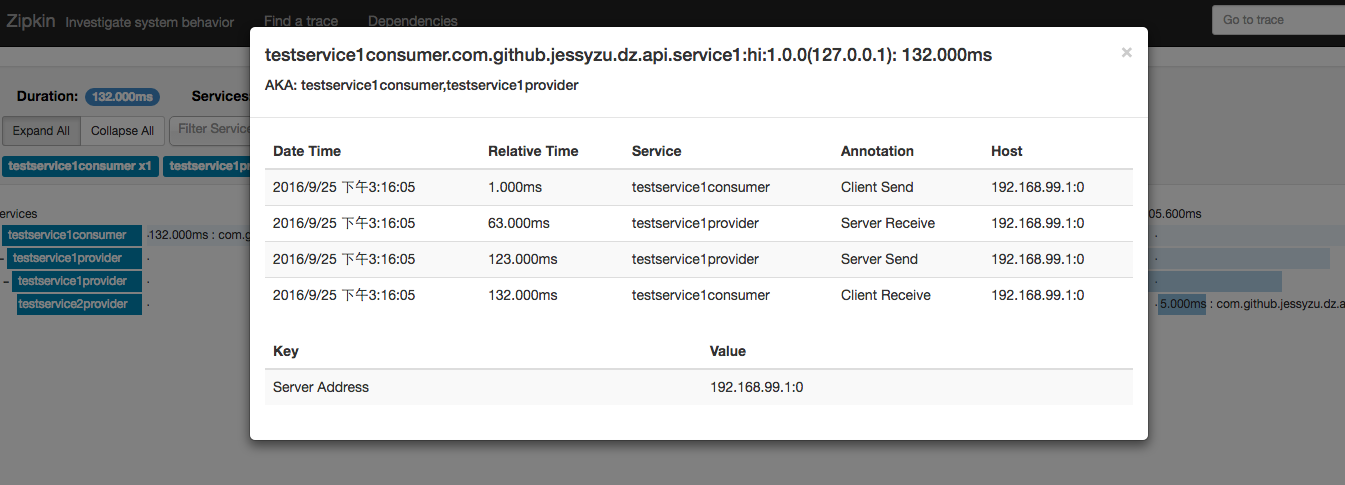 Zipkin Investigate system behavior Find a trace Dependencies Go to trace
testservice1consumer.com.github.jessyzu.dz.api.service1:hi:1.0.0(127.0.0.1): 132.000ms ×
AKA: testservice1consumer,testservice1provider
Duration: 132.000ms Services
Expand All Collapse All Filter Service
testservice1consumer x1 testservice1p
Date Time Relative Time Service Annotation Host
2016/9/25 下午3:16:05 1.000ms testservice1consumer Client Send 192.168.99.1:0
2016/9/25 下午3:16:05 63.000ms testservice1provider Server Receive 192.168.99.1:0
2016/9/25 下午3:16:05 123.000ms testservice1provider Server Send 192.168.99.1:0
2016/9/25 下午3:16:05 132.000ms testservice1consumer Client Receive 192.168.99.1:0
Key Value
Server Address 192.168.99.1:0
ervices 05.600ms
testservice1consumer ·132.000ms : com.g ·
– testservice1provider · ·
– testservice1provider · ·
testservice2provider · ·5.000ms : com.github.jessyzu.dz.a